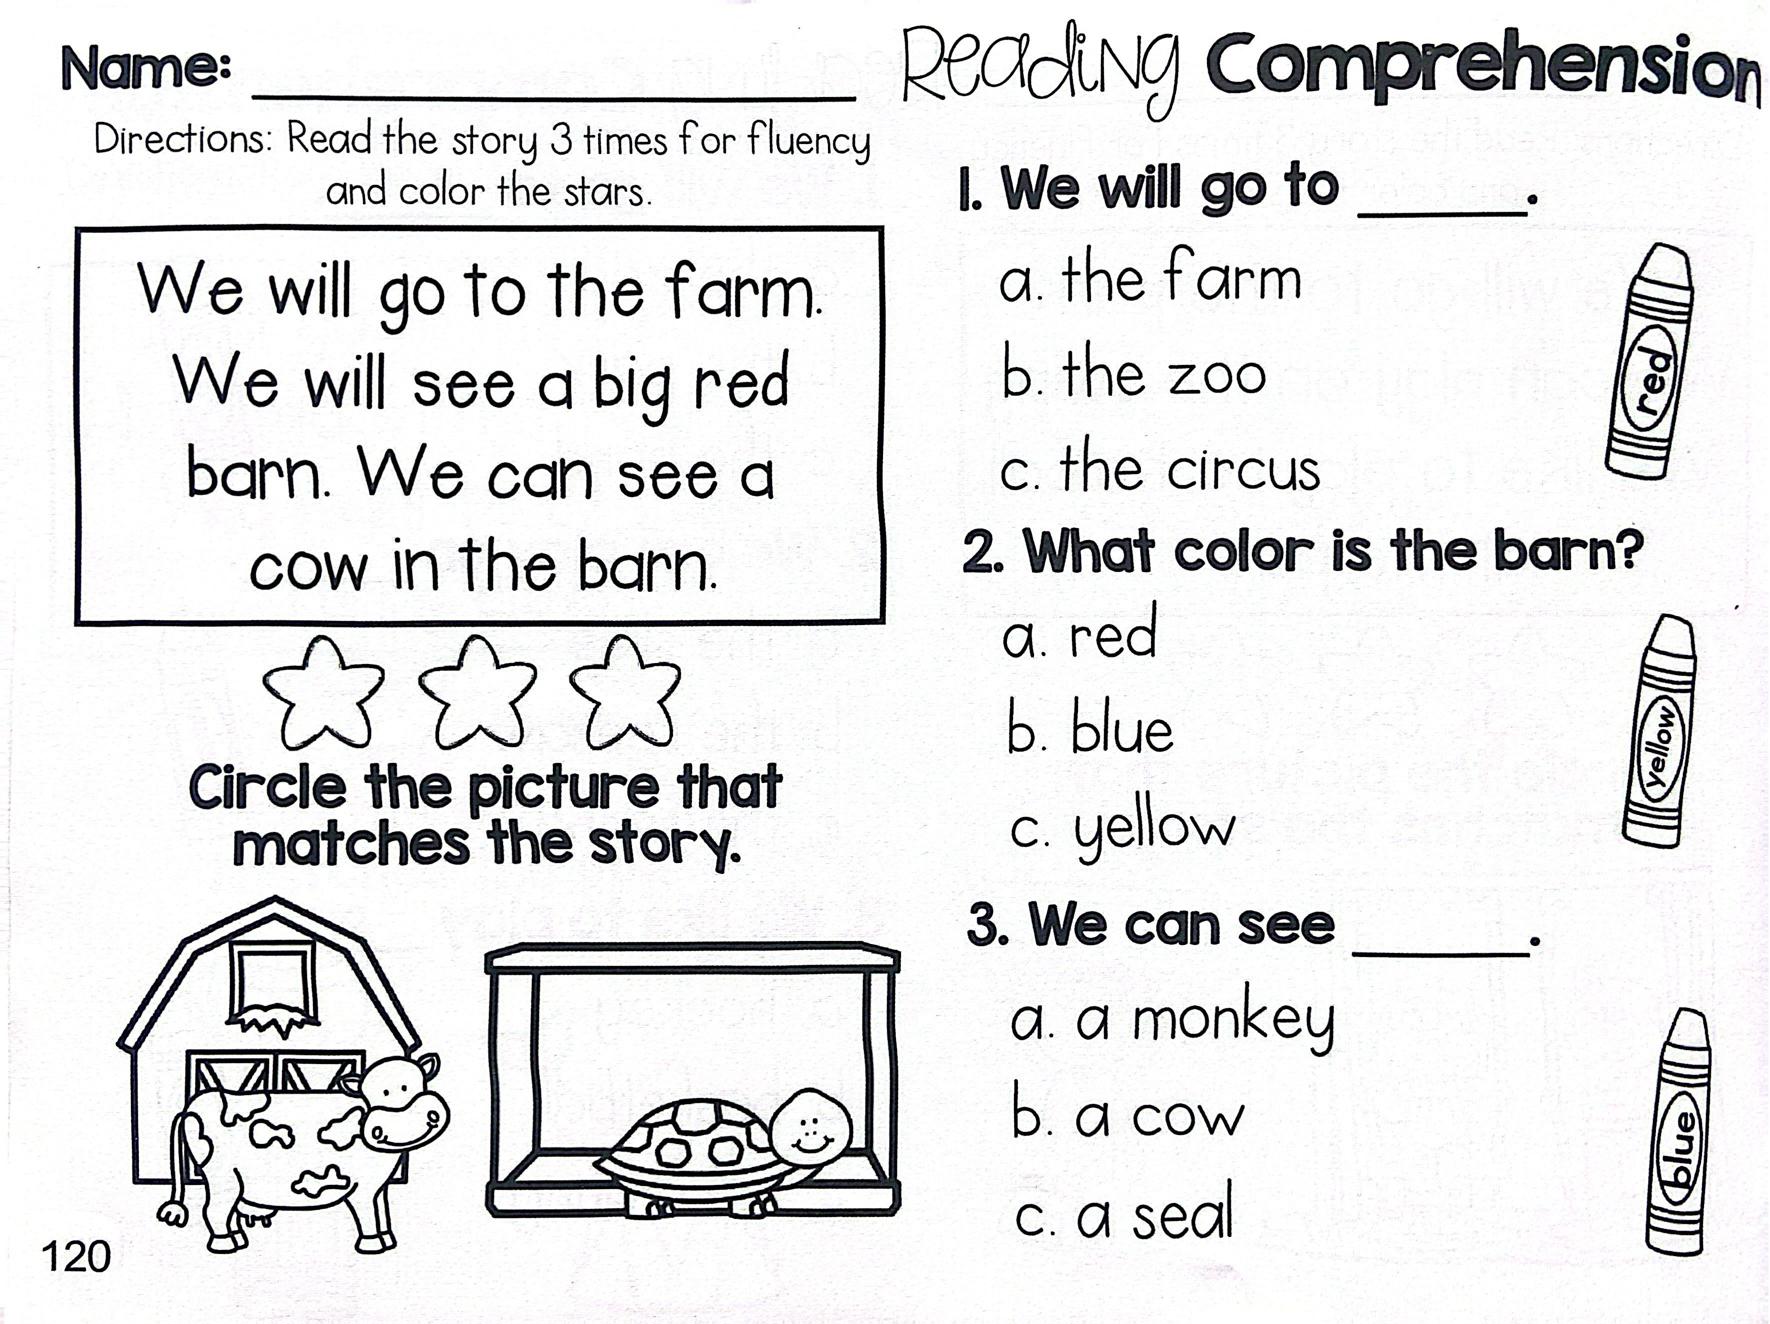 Name:
Directions: Read the story 3 times for fluency
and color the stars.
We will go to the farm.
We will see a big red
barn. We can see a
cow in the barn.
Circle the picture that
matches the story.
120
Reading Comprehension
1. We will go to ______.
a. the farm
b. the zoo
c. the circus
red
2. What color is the barn?
a. red
b. blue
c. yellow
yellow
3. We can see ______.
a. a monkey
b. a cow
c. a seal
blue